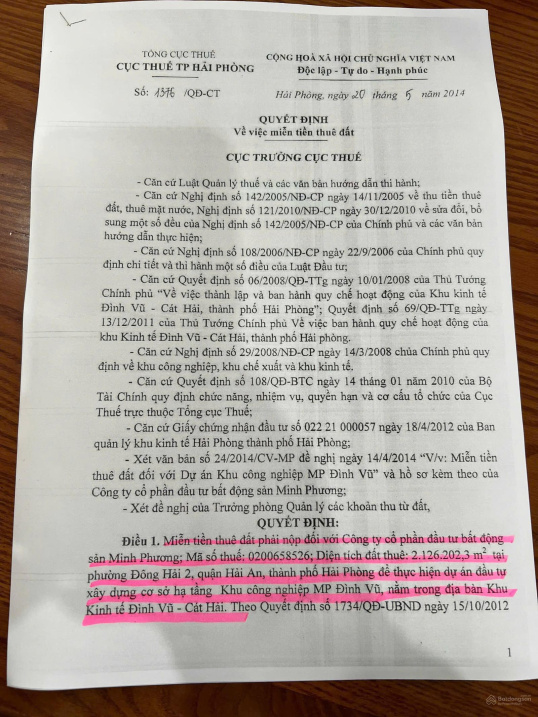 TỔNG CỤC THUẾ
CỤC THUẾ TP HẢI PHÒNG
CỘNG HOÀ XÃ HỘI CHỦ NGHĨA VIỆT NAM
Độc lập - Tự do - Hạnh phúc
Số: 1376 /QĐ-CT
Hải Phòng, ngày 20 tháng 5 năm 2014
QUYẾT ĐỊNH
Về việc miễn tiền thuê đất
CỤC TRƯỞNG CỤC THUẾ
- Căn cứ Luật Quản lý thuế và các văn bản hướng dẫn thi hành;
- Căn cứ Nghị định số 142/2005/NĐ-CP ngày 14/11/2005 về thu tiền thuê
đất, thuê mặt nước, Nghị định số 121/2010/NĐ-CP ngày 30/12/2010 về sửa đổi, bổ
sung một số đều của Nghị định số 142/2005/NĐ-CP của Chính phủ và các văn bản
hướng dẫn thực hiện;
- Căn cứ Nghị định số 108/2006/NĐ-CP ngày 22/9/2006 của Chính phủ quy
định chi tiết và thi hành một số điều của Luật Đầu tư;
- Căn cứ Quyết định số 06/2008/QĐ-TTg ngày 10/01/2008 của Thủ Tướng
Chính phủ “Về việc thành lập và ban hành quy chế hoạt động của Khu kinh tế
Đình Vũ - Cát Hải, thành phố Hải Phòng”; Quyết định số 69/QĐ-TTg ngày
13/12/2011 của Thủ Tướng Chính phủ Về việc ban hành quy chế hoạt động của
khu Kinh tế Đình Vũ - Cát Hải, thành phố Hải phòng.
- Căn cứ Nghị định số 29/2008/NĐ-CP ngày 14/3/2008 chủa Chính phủ quy
định về khu công nghiệp, khu chế xuất và khu kinh tế.
- Căn cứ Quyết định số 108/QĐ-BTC ngày 14 tháng 01 năm 2010 của Bộ
Tài Chính quy định chức năng, nhiệm vụ, quyền hạn và cơ cấu tổ chức của Cục
Thuế trực thuộc Tổng cục Thuế;
- Căn cứ Giấy chứng nhận đầu tư số 022 21 000057 ngày 18/4/2012 của Ban
quản lý khu kinh tế Hải Phòng thành phố Hải Phòng;
- Xét văn bản số 24/2014/CV-MP đề nghị ngày 14/4/2014 “V/v: Miễn tiền
thuê đất đối với Dự án Khu công nghiệp MP Đình Vũ” và hồ sơ kèm theo của
Công ty cổ phần đầu tư bất động sản Minh Phương;
- Xét đề nghị của Trưởng phòng Quản lý các khoản thu từ đất,
QUYẾT ĐỊNH:
Điều 1. Miễn tiền thuê đất phải nộp đối với Công ty cổ phần đầu tư bất động
sản Minh Phương; Mã số thuế: 0200658526; Diện tích đất thuê: 2.126.202,3 m² tại
phường Đông Hải 2, quận Hải An, thành phố Hải Phòng để thực hiện dự án đầu tư
xây dựng cơ sở hạ tầng Khu công nghiệp MP Đình Vũ, nằm trong địa bàn Khu
Kinh tế Đình Vũ - Cát Hải. Theo Quyết định số 1734/QĐ-UBND ngày 15/10/2012
1
Batdongsan